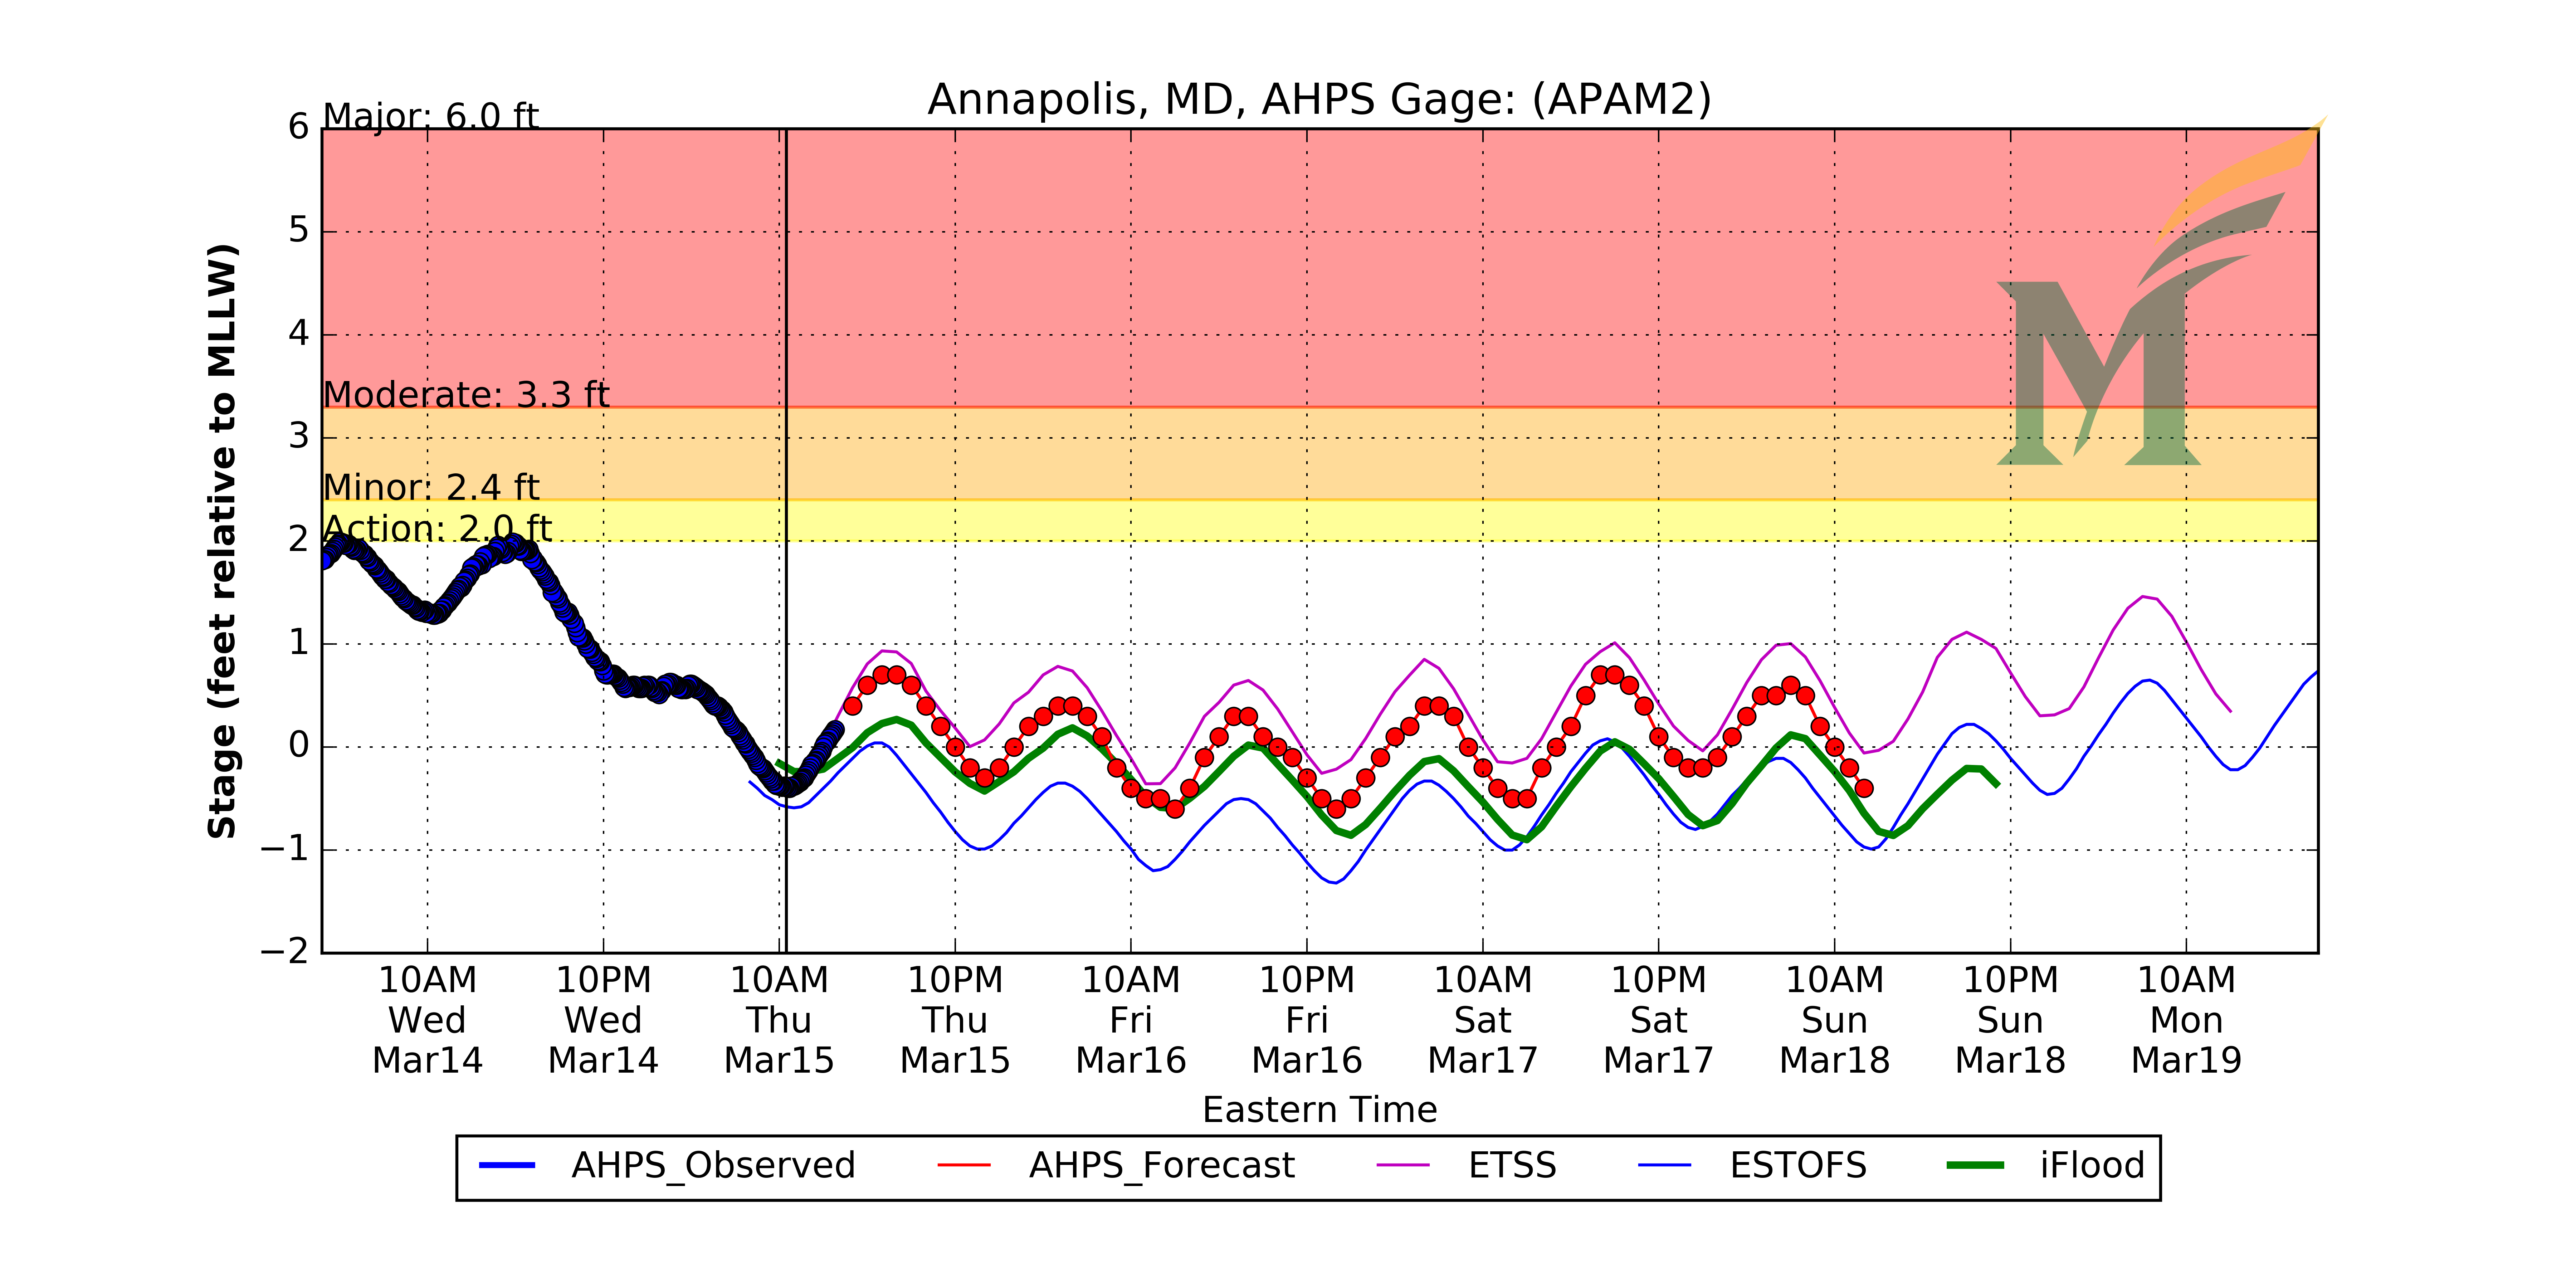 Annapolis, MD, AHPS Gage: (APAM2)
Major: 6.0 ft
Moderate: 3.3 ft
Minor: 2.4 ft
Action: 2.0 ft
Stage (feet relative to MLLW)
6
5
4
3
2
1
0
−1
−2
10AM 10PM 10AM 10PM 10AM 10PM 10AM 10PM 10AM 10PM 10AM
Wed Wed Thu Thu Fri Fri Sat Sat Sun Sun Mon
Mar14 Mar14 Mar15 Mar15 Mar16 Mar16 Mar17 Mar17 Mar18 Mar18 Mar19
Eastern Time
AHPS_Observed AHPS_Forecast ETSS ESTOFS iFlood